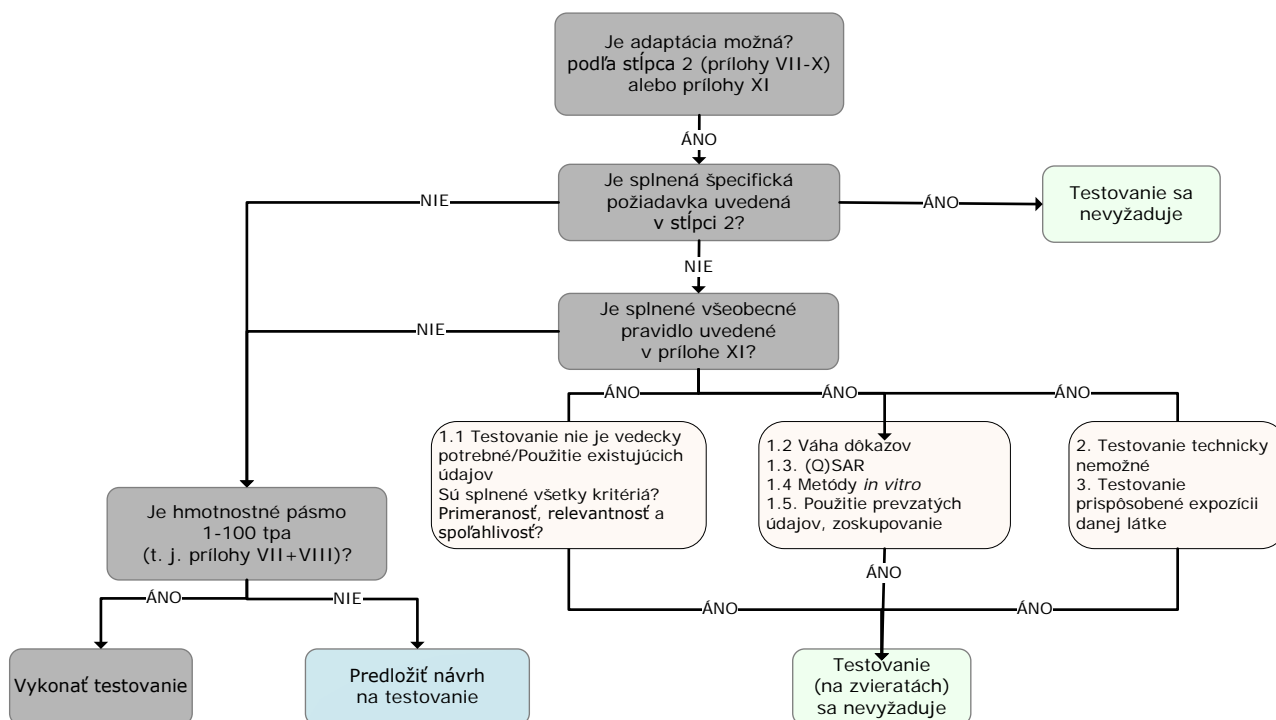 Je adaptácia možná?
podľa stĺpca 2 (prílohy VII-X)
alebo prílohy XI
ÁNO
Je splnená špecifická
požiadavka uvedená
v stĺpci 2?
NIE
ÁNO
Testovanie sa
nevyžaduje
NIE
Je splnené všeobecné
pravidlo uvedené
v prílohe XI?
NIE
ÁNO
ÁNO
ÁNO
1.1 Testovanie nie je vedecky
potrebné/Použitie existujúcich
údajov
Sú splnené všetky kritériá?
Primeranosť, relevantnosť a
spoľahlivosť?
1.2 Váha dôkazov
1.3. (Q)SAR
1.4 Metódy in vitro
1.5. Použitie prevzatých
údajov, zoskupovanie
2. Testovanie technicky
nemožné
3. Testovanie
prispôsobené expozícii
danej látke
Je hmotnostné pásmo
1-100 tpa
(t. j. prílohy VII+VIII)?
ÁNO
NIE
ÁNO
ÁNO
ÁNO
Vykonať testovanie
Predložiť návrh
na testovanie
Testovanie
(na zvieratách)
sa nevyžaduje